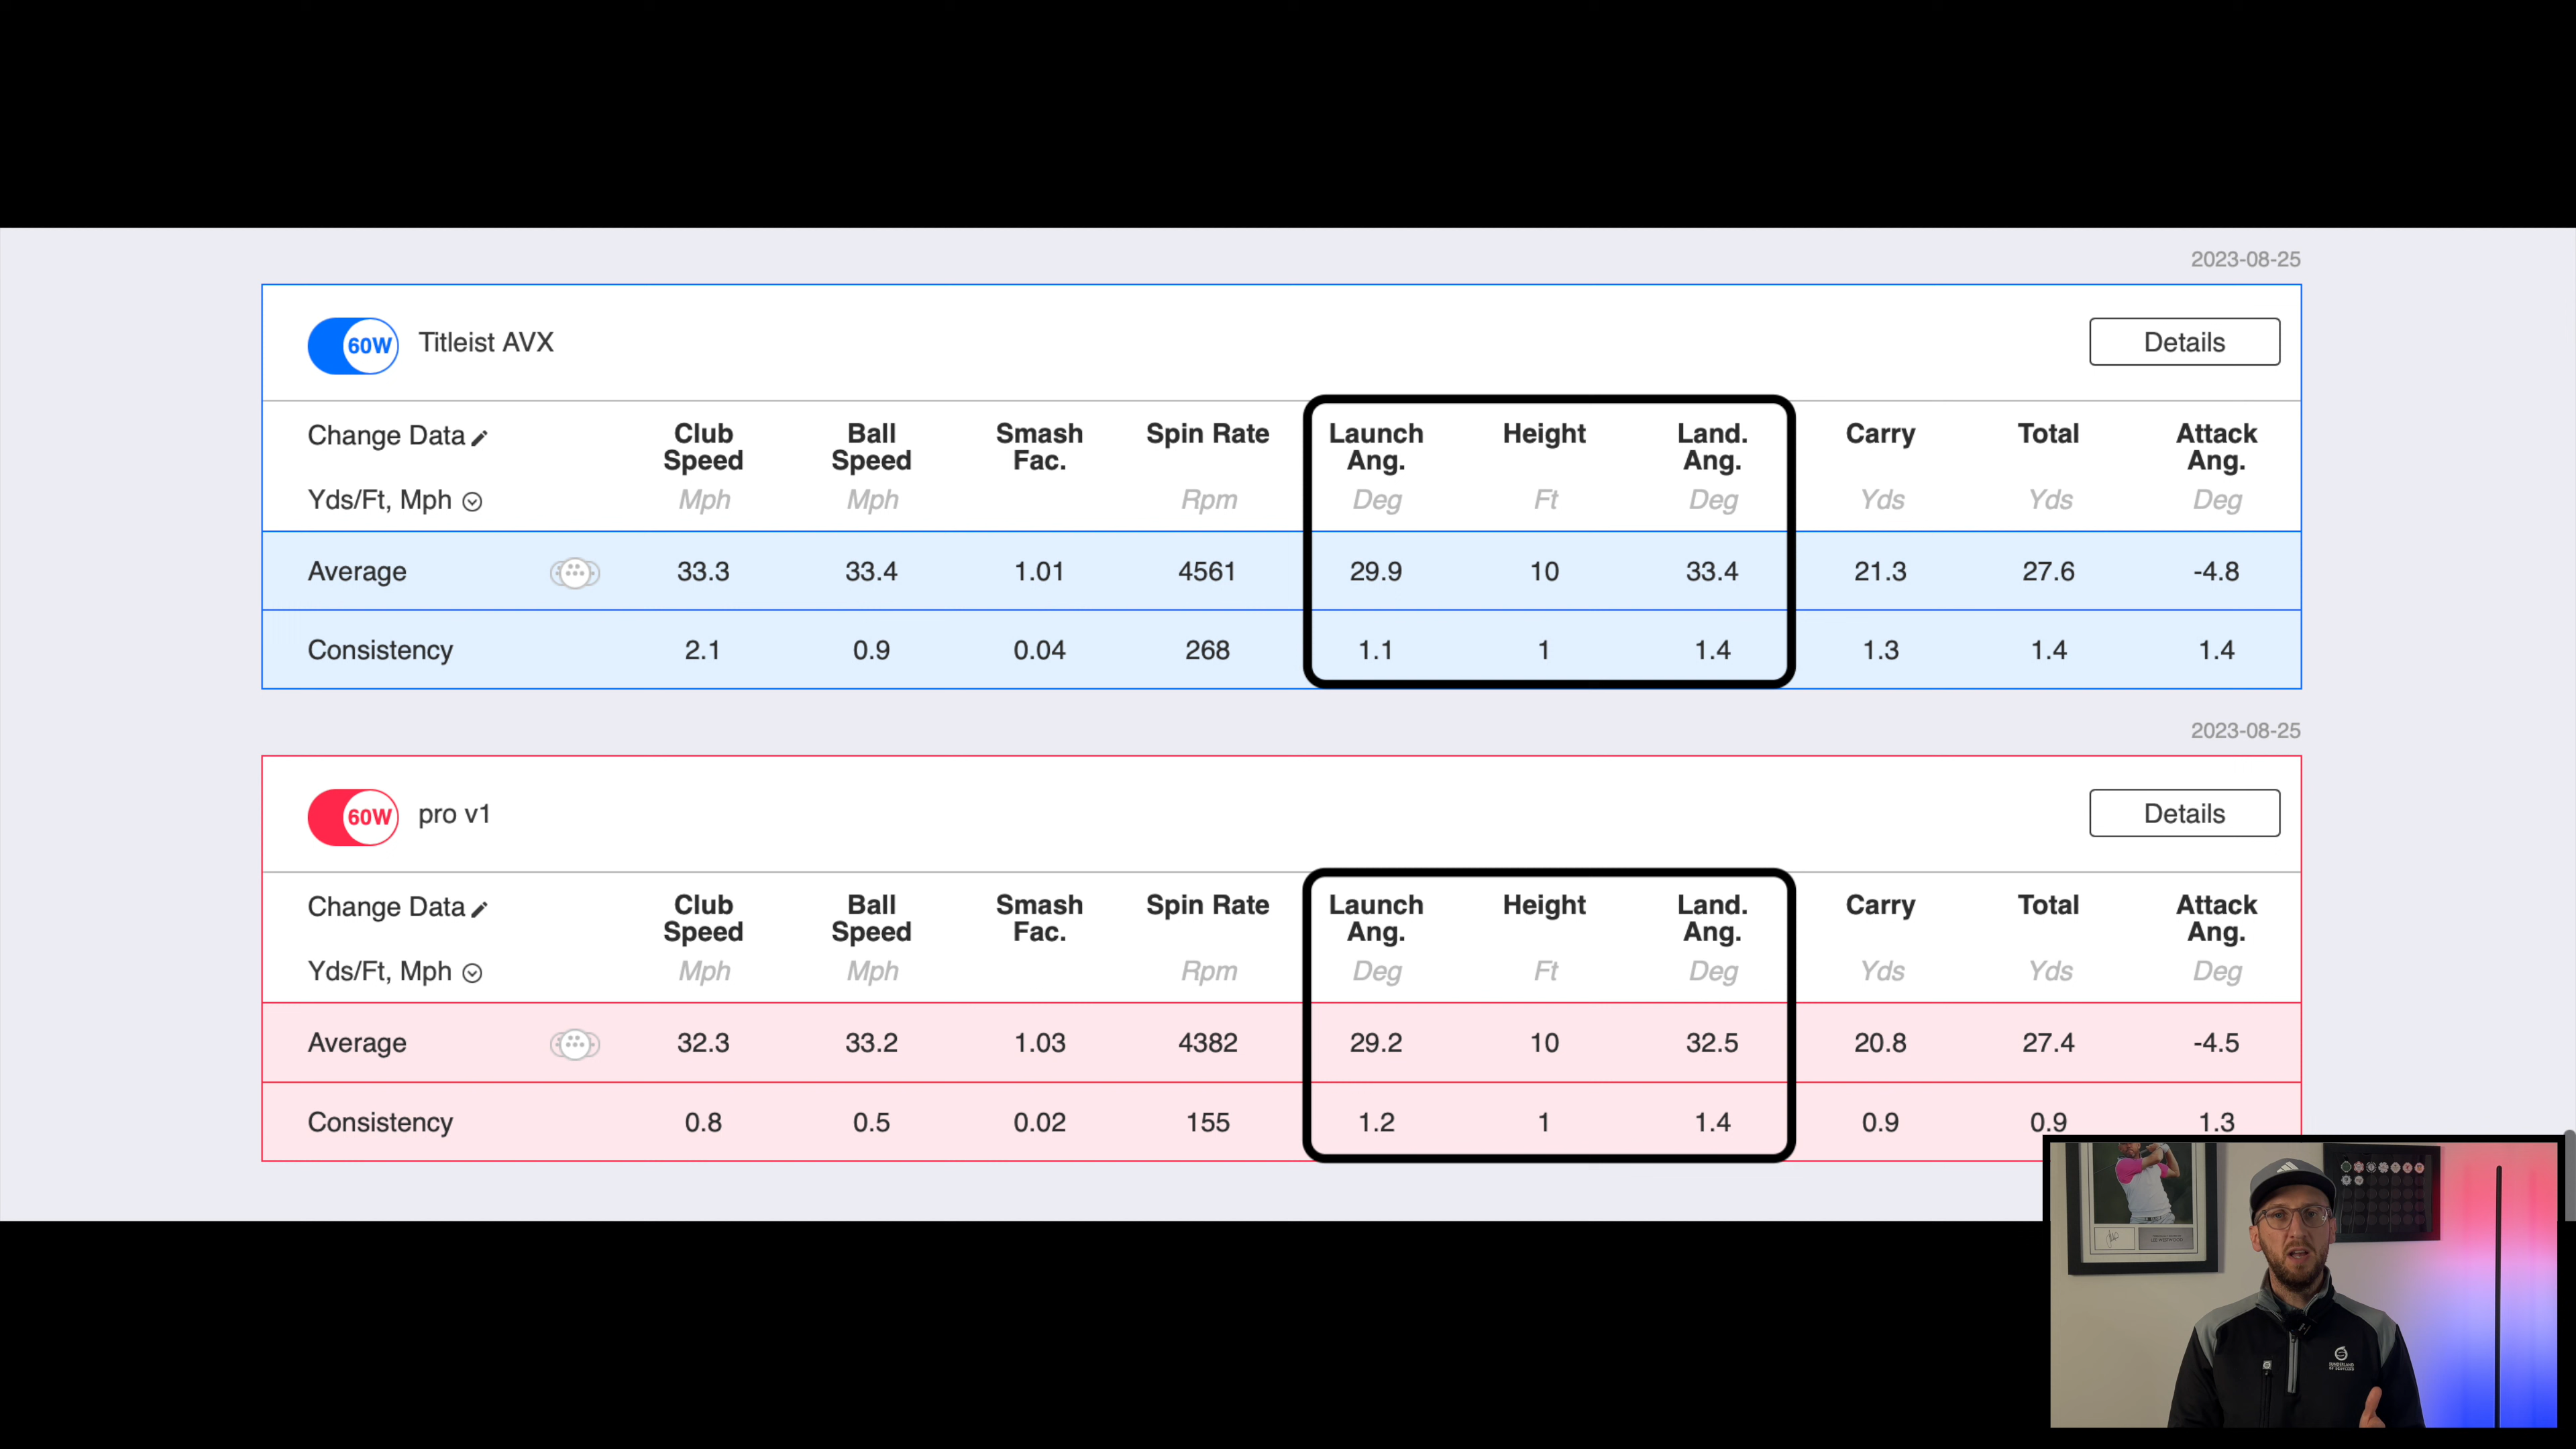 2023-08-25
60W Titleist AVX Details
Change Data Club Speed Ball Speed Smash Fac. Spin Rate Launch Ang. Height Land. Ang. Carry Total Attack Ang.
Yds/Ft, Mph Mph Mph Rpm Deg Ft Deg Yds Yds Deg
Average 33.3 33.4 1.01 4561 29.9 10 33.4 21.3 27.6 -4.8
Consistency 2.1 0.9 0.04 268 1.1 1 1.4 1.3 1.4 1.4
2023-08-25
60W pro v1 Details
Change Data Club Speed Ball Speed Smash Fac. Spin Rate Launch Ang. Height Land. Ang. Carry Total Attack Ang.
Yds/Ft, Mph Mph Mph Rpm Deg Ft Deg Yds Yds Deg
Average 32.3 33.2 1.03 4382 29.2 10 32.5 20.8 27.4 -4.5
Consistency 0.8 0.5 0.02 155 1.2 1 1.4 0.9 0.9 1.3